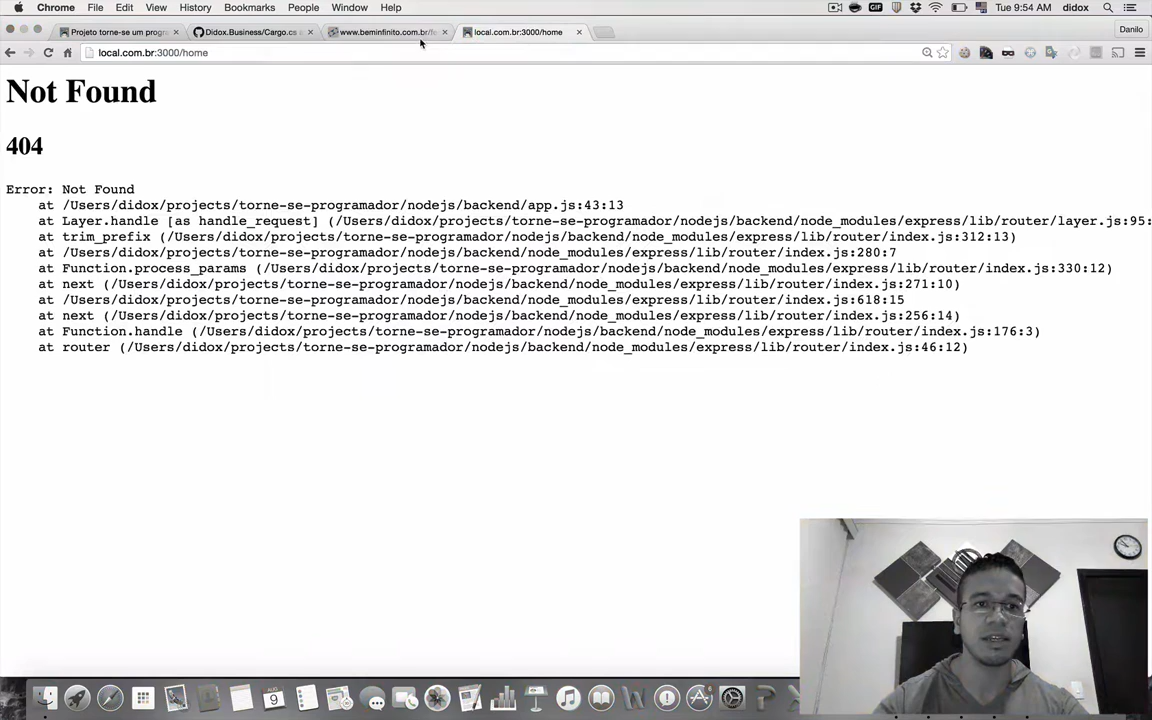 Chrome File Edit View History Bookmarks People Window Help GIF Tue 9:54 AM didox
Projeto torne-se um progra Didox.Business/Cargo.cs a www.beminfinito.com.br/fe local.com.br:3000/home Danilo
local.com.br:3000/home
Not Found
404
Error: Not Found
at /Users/didox/projects/torne-se-programador/nodejs/backend/app.js:43:13
at Layer.handle [as handle_request] (/Users/didox/projects/torne-se-programador/nodejs/backend/node_modules/express/lib/router/layer.js:95:
at trim_prefix (/Users/didox/projects/torne-se-programador/nodejs/backend/node_modules/express/lib/router/index.js:312:13)
at /Users/didox/projects/torne-se-programador/nodejs/backend/node_modules/express/lib/router/index.js:280:7
at Function.process_params (/Users/didox/projects/torne-se-programador/nodejs/backend/node_modules/express/lib/router/index.js:330:12)
at next (/Users/didox/projects/torne-se-programador/nodejs/backend/node_modules/express/lib/router/index.js:271:10)
at /Users/didox/projects/torne-se-programador/nodejs/backend/node_modules/express/lib/router/index.js:618:15
at next (/Users/didox/projects/torne-se-programador/nodejs/backend/node_modules/express/lib/router/index.js:256:14)
at Function.handle (/Users/didox/projects/torne-se-programador/nodejs/backend/node_modules/express/lib/router/index.js:176:3)
at router (/Users/didox/projects/torne-se-programador/nodejs/backend/node_modules/express/lib/router/index.js:46:12)
AUG
9